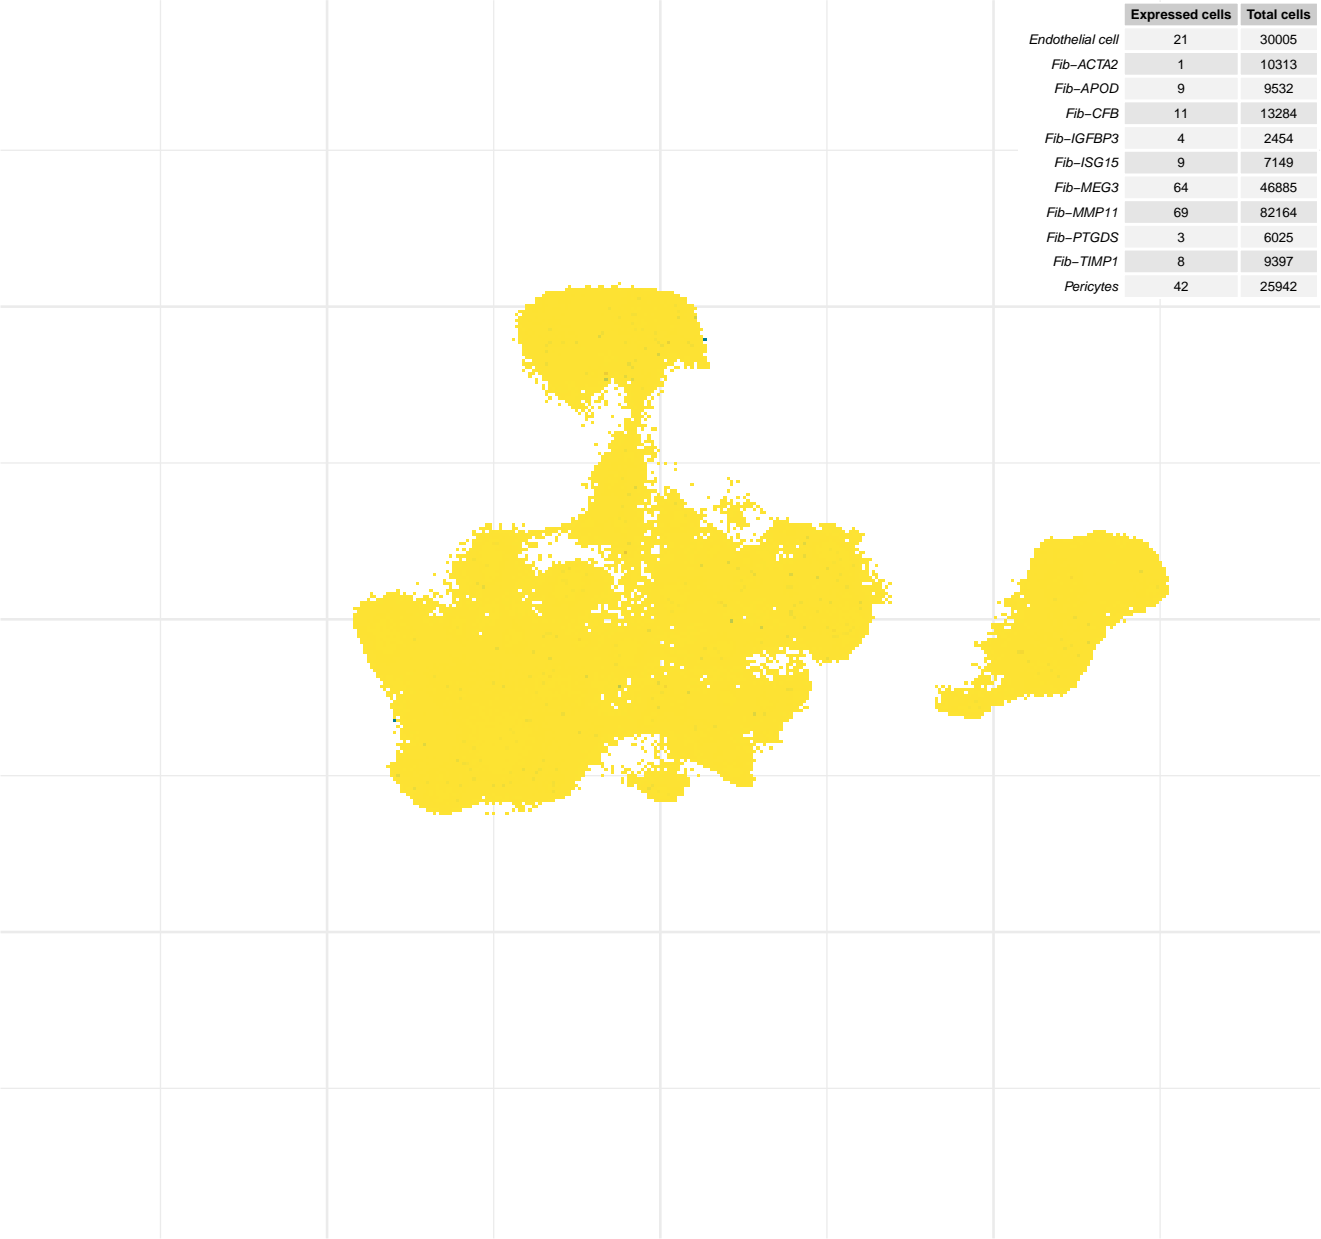 Expressed cells Total cells
Endothelial cell 21 30005
Fib−ACTA2 1 10313
Fib−APOD 9 9532
Fib−CFB 11 13284
Fib−IGFBP3 4 2454
Fib−ISG15 9 7149
Fib−MEG3 64 46885
Fib−MMP11 69 82164
Fib−PTGDS 3 6025
Fib−TIMP1 8 9397
Pericytes 42 25942